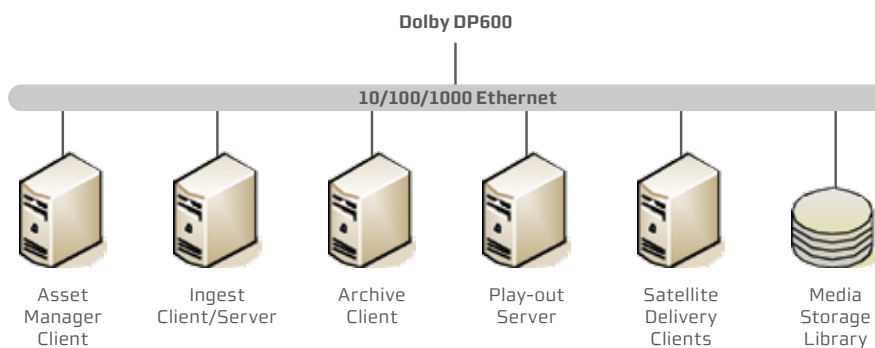 Dolby DP600
10/100/1000 Ethernet
Asset
Manager
Client
Ingest
Client/Server
Archive
Client
Play-out
Server
Satellite
Delivery
Clients
Media
Storage
Library